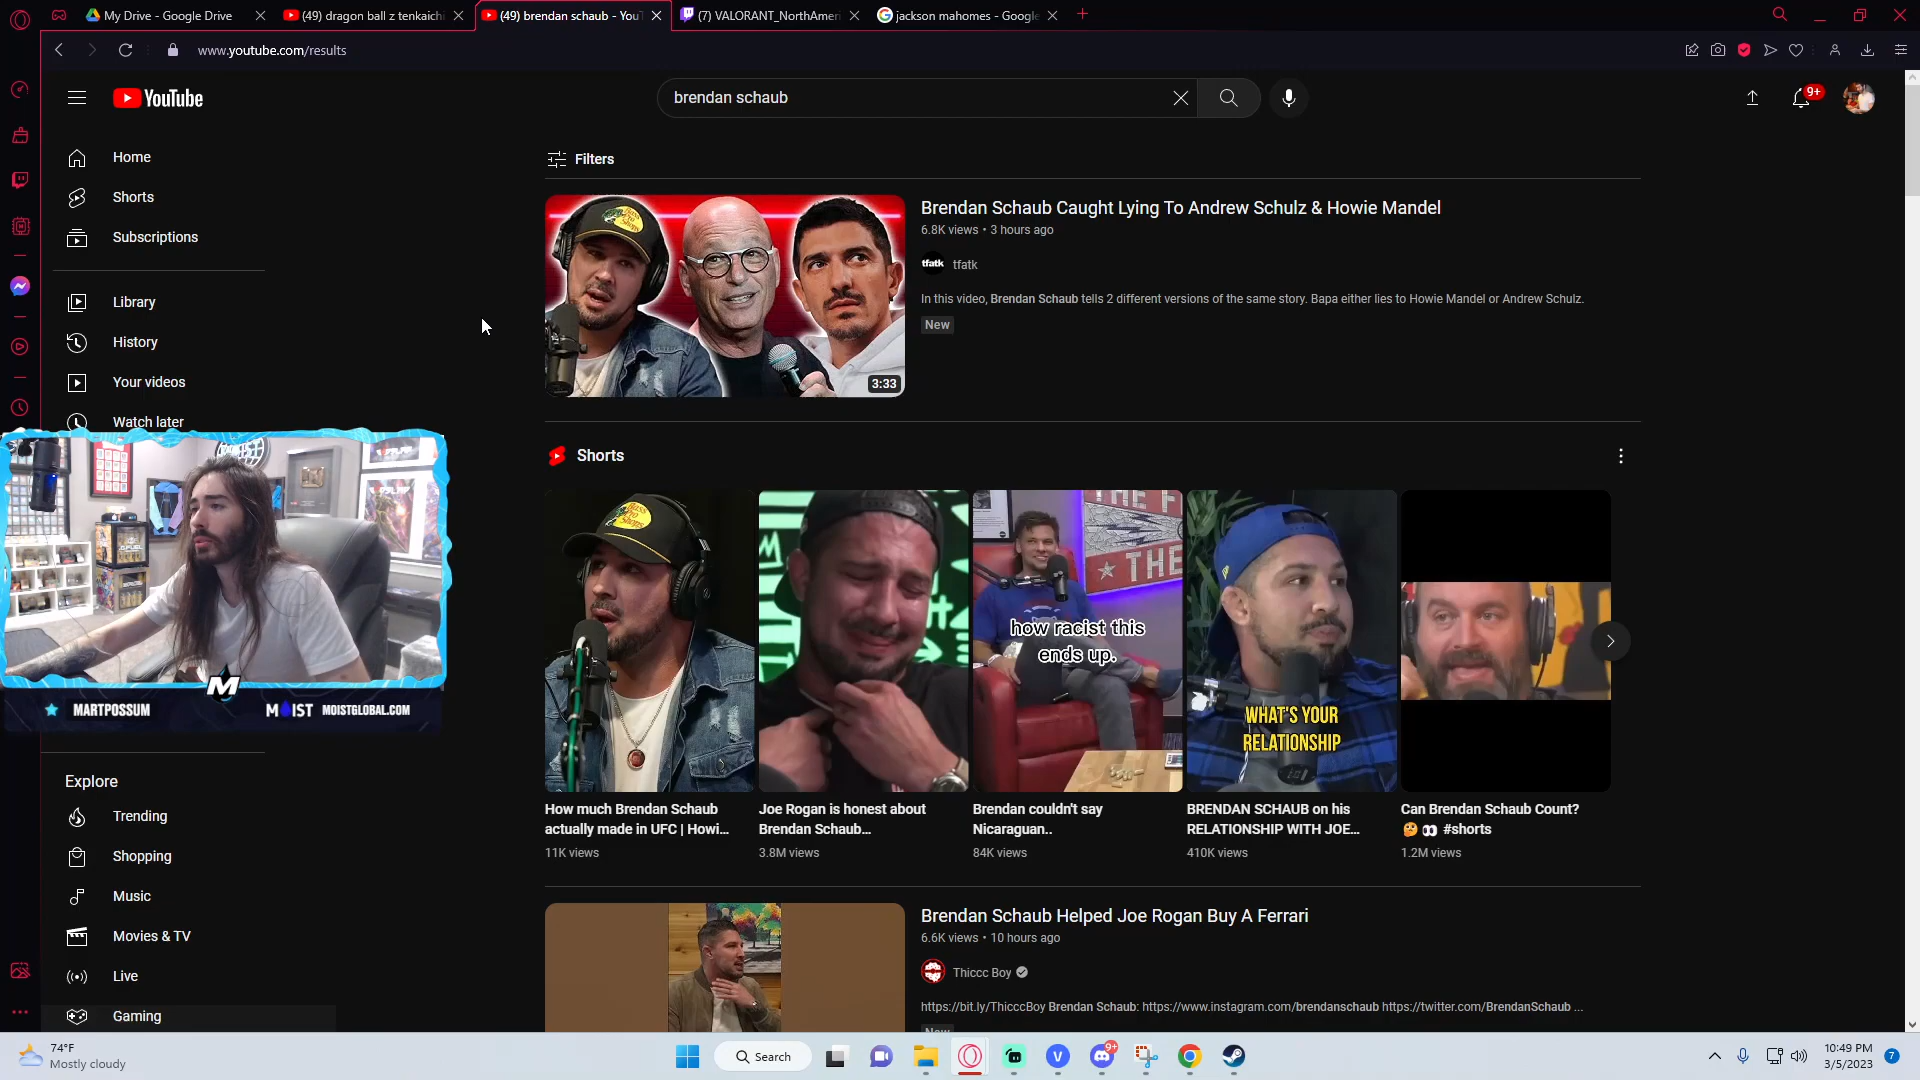 My Drive - Google Drive
(49) dragon ball z tenkaichi
(49) brendan schaub - YouT
(7) VALORANT_NorthAmeri
jackson mahomes - Google
www.youtube.com/results
YouTube
brendan schaub
9+
Home
Shorts
Subscriptions
Library
History
Your videos
Watch later
Filters
3:33
Brendan Schaub Caught Lying To Andrew Schulz & Howie Mandel
6.8K views • 3 hours ago
tfatk
tfatk
In this video, Brendan Schaub tells 2 different versions of the same story. Bapa either lies to Howie Mandel or Andrew Schulz.
New
Shorts
how racist this
ends up.
WHAT'S YOUR
RELATIONSHIP
How much Brendan Schaub
actually made in UFC | Howi...
11K views
Joe Rogan is honest about
Brendan Schaub...
3.8M views
Brendan couldn't say
Nicaraguan..
84K views
BRENDAN SCHAUB on his
RELATIONSHIP WITH JOE...
410K views
Can Brendan Schaub Count?
🤔 👀 #shorts
1.2M views
M
MARTPOSSUM
MOIST MOISTGLOBAL.COM
Explore
Trending
Shopping
Music
Movies & TV
Live
Gaming
Brendan Schaub Helped Joe Rogan Buy A Ferrari
6.6K views • 10 hours ago
Thiccc Boy
https://bit.ly/ThicccBoy Brendan Schaub: https://www.instagram.com/brendanschaub https://twitter.com/BrendanSchaub ...
New
74°F
Mostly cloudy
Search
9+
10:49 PM
3/5/2023
7